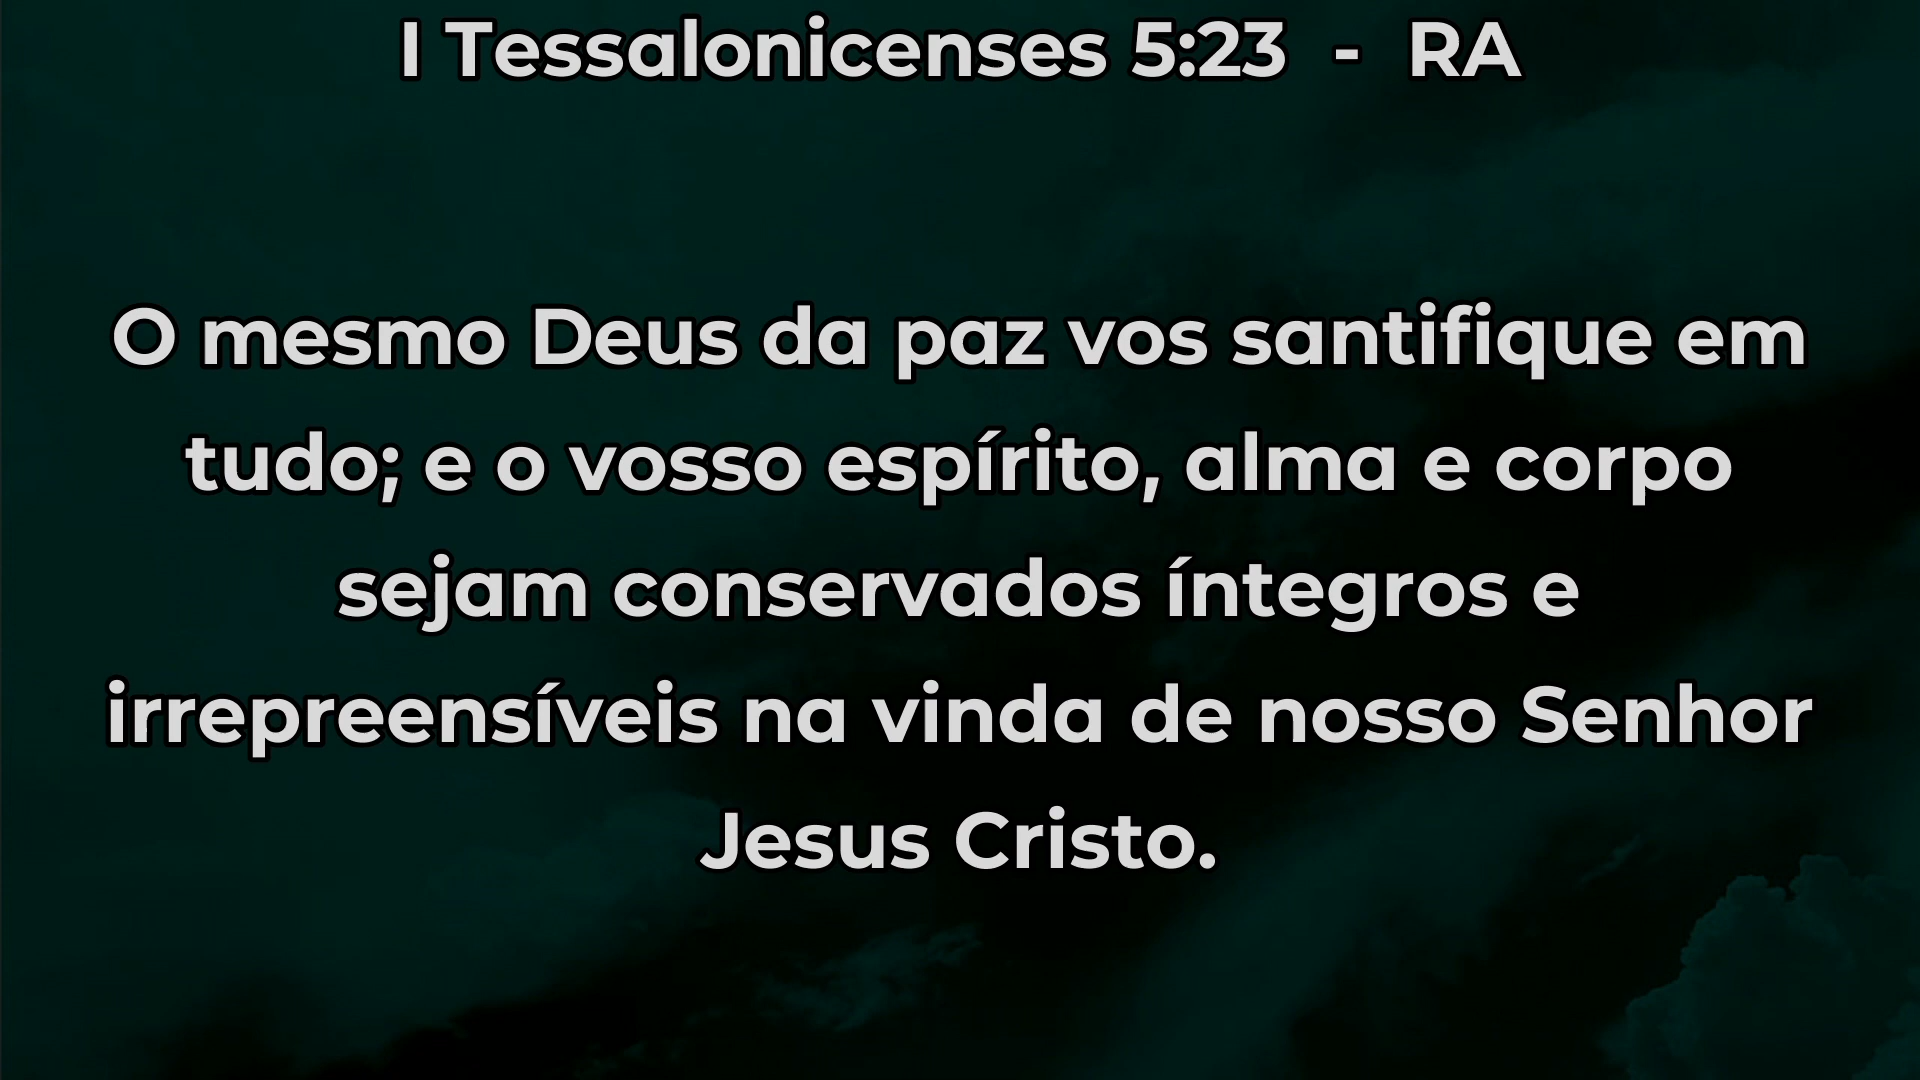 I Tessalonicenses 5:23 - RA
O mesmo Deus da paz vos santifique em
tudo; e o vosso espírito, alma e corpo
sejam conservados íntegros e
irrepreensíveis na vinda de nosso Senhor
Jesus Cristo.